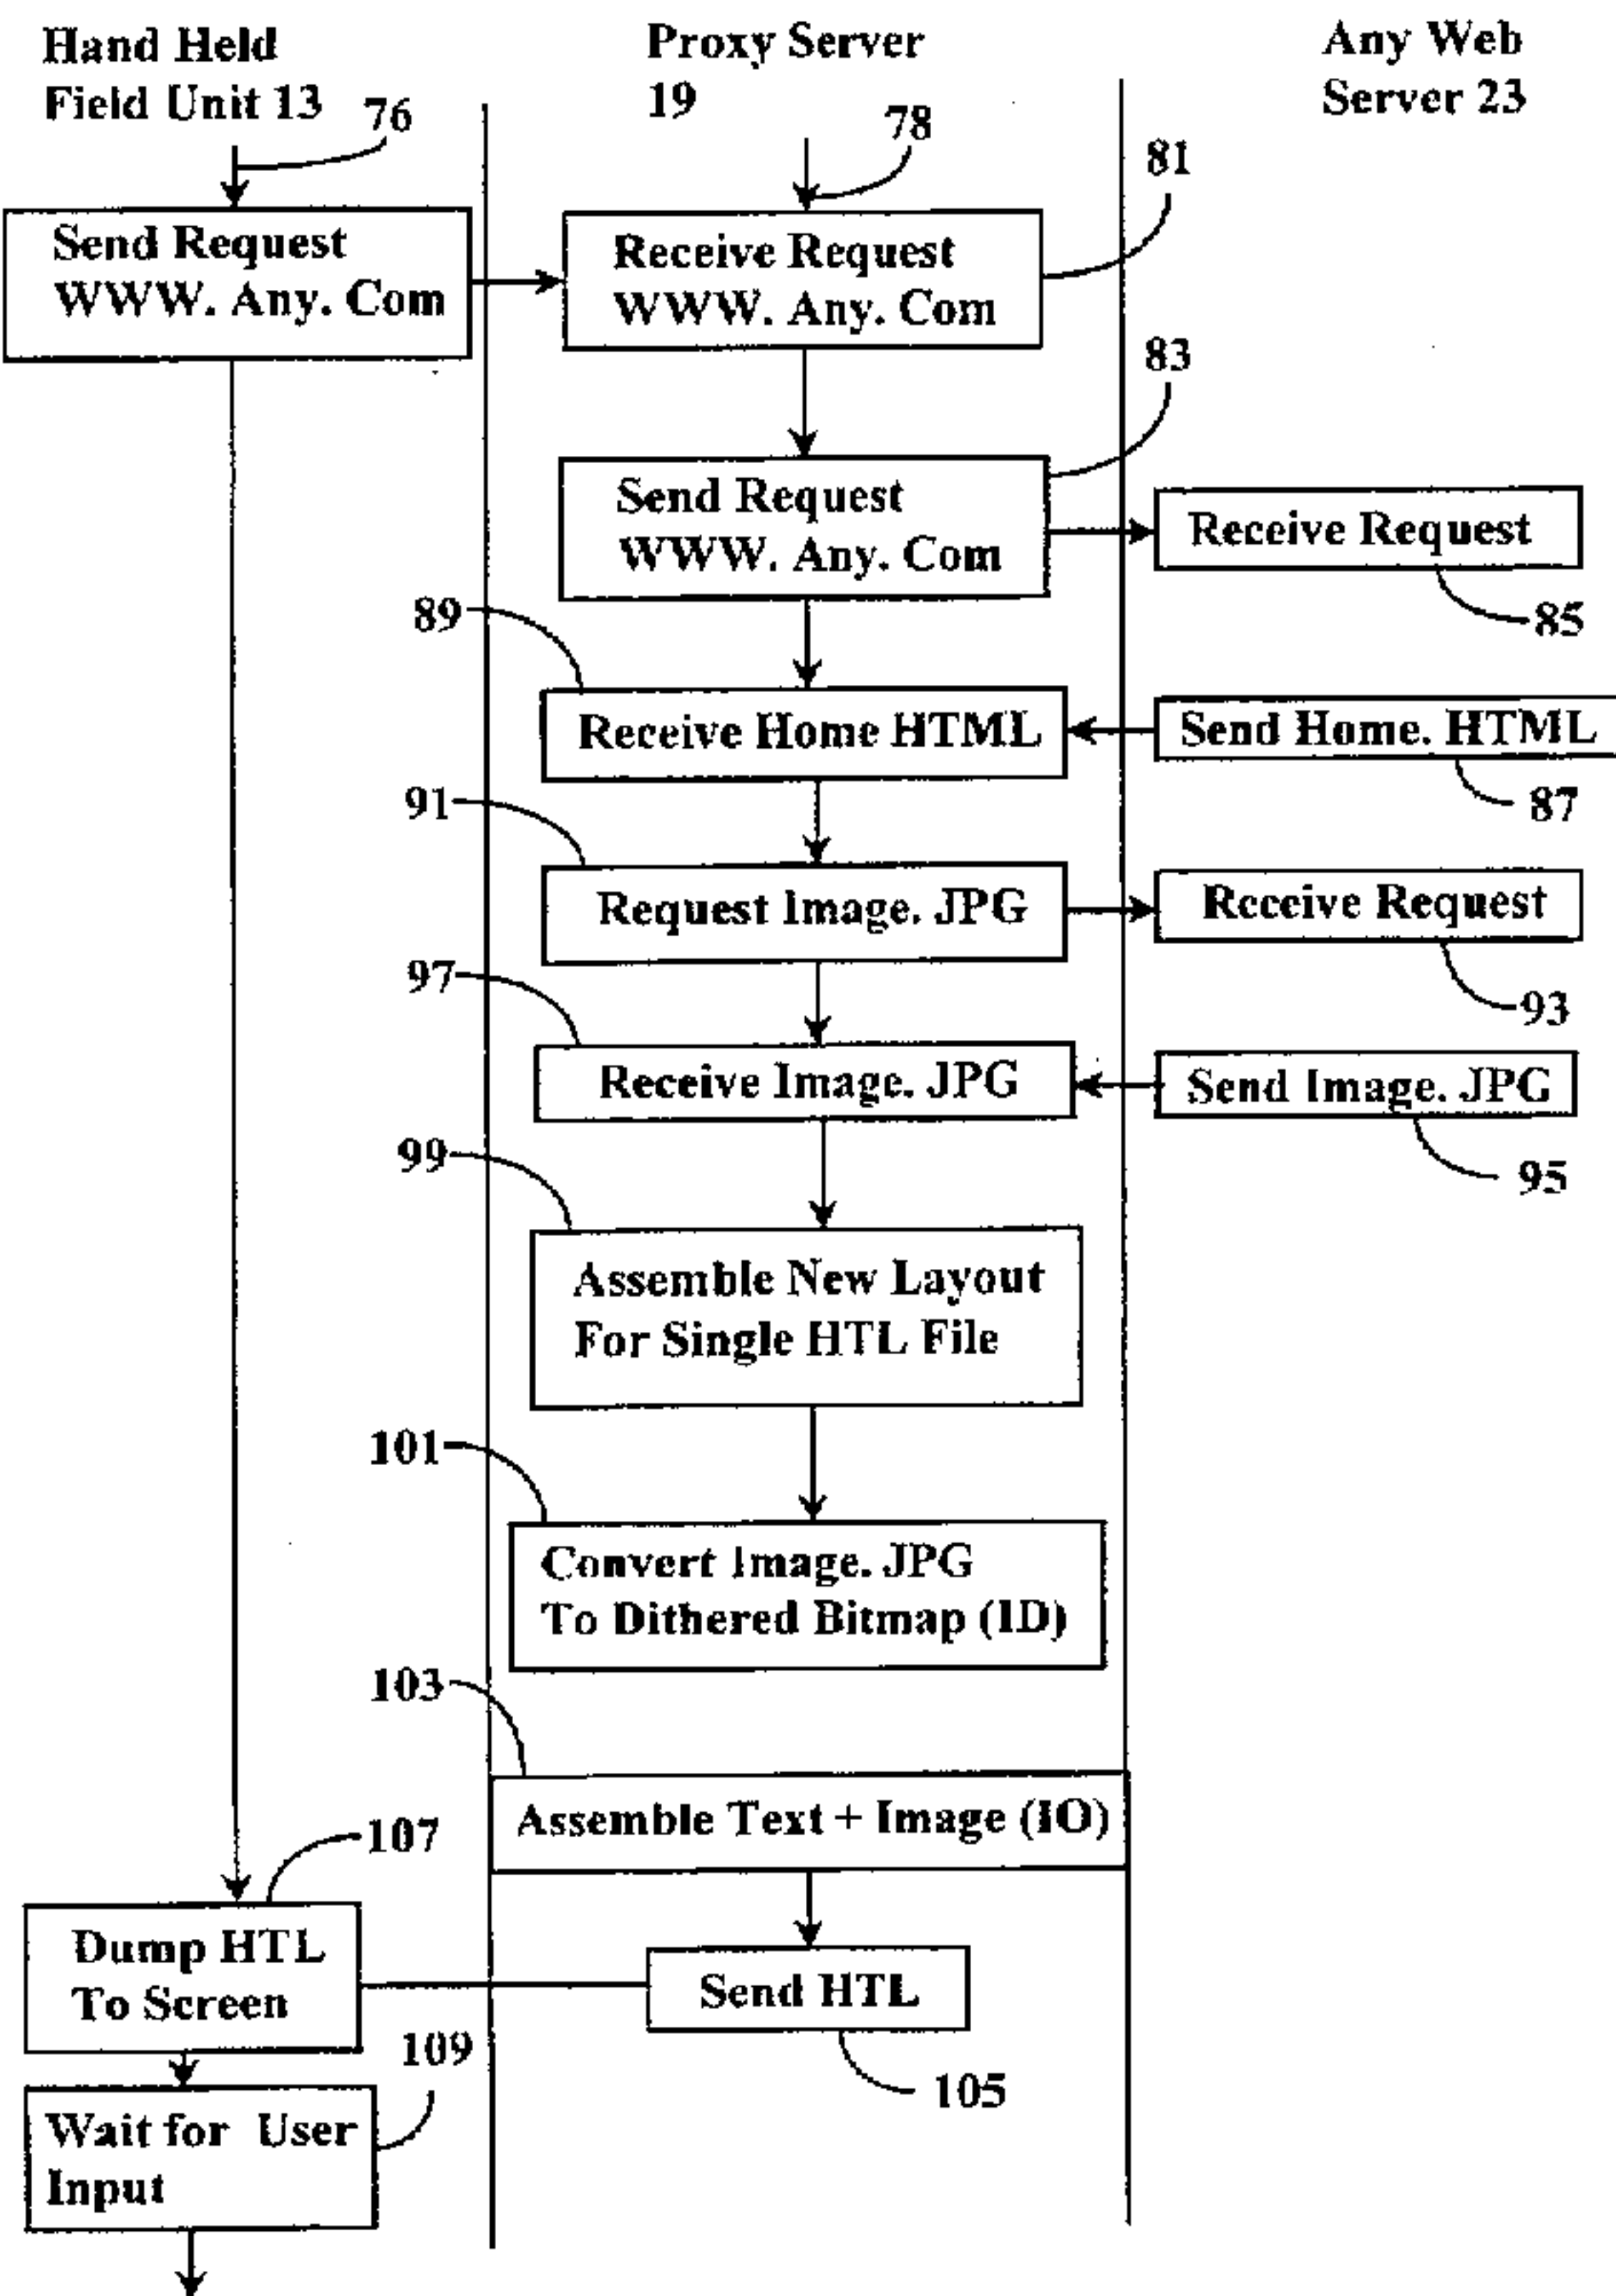 Hand Held
Field Unit 13
76
Proxy Server
19
78
Any Web
Server 23
81
Send Request
WWW. Any. Com
Receive Request
WWW. Any. Com
83
Send Request
WWW. Any. Com
Receive Request
85
89
Receive Home HTML
Send Home. HTML
87
91
Request Image. JPG
Receive Request
93
97
Receive Image. JPG
Send Image. JPG
95
99
Assemble New Layout
For Single HTL File
101
Convert Image. JPG
To Dithered Bitmap (ID)
103
Assemble Text + Image (IO)
107
Dump HTL
To Screen
Send HTL
105
109
Wait for User
Input